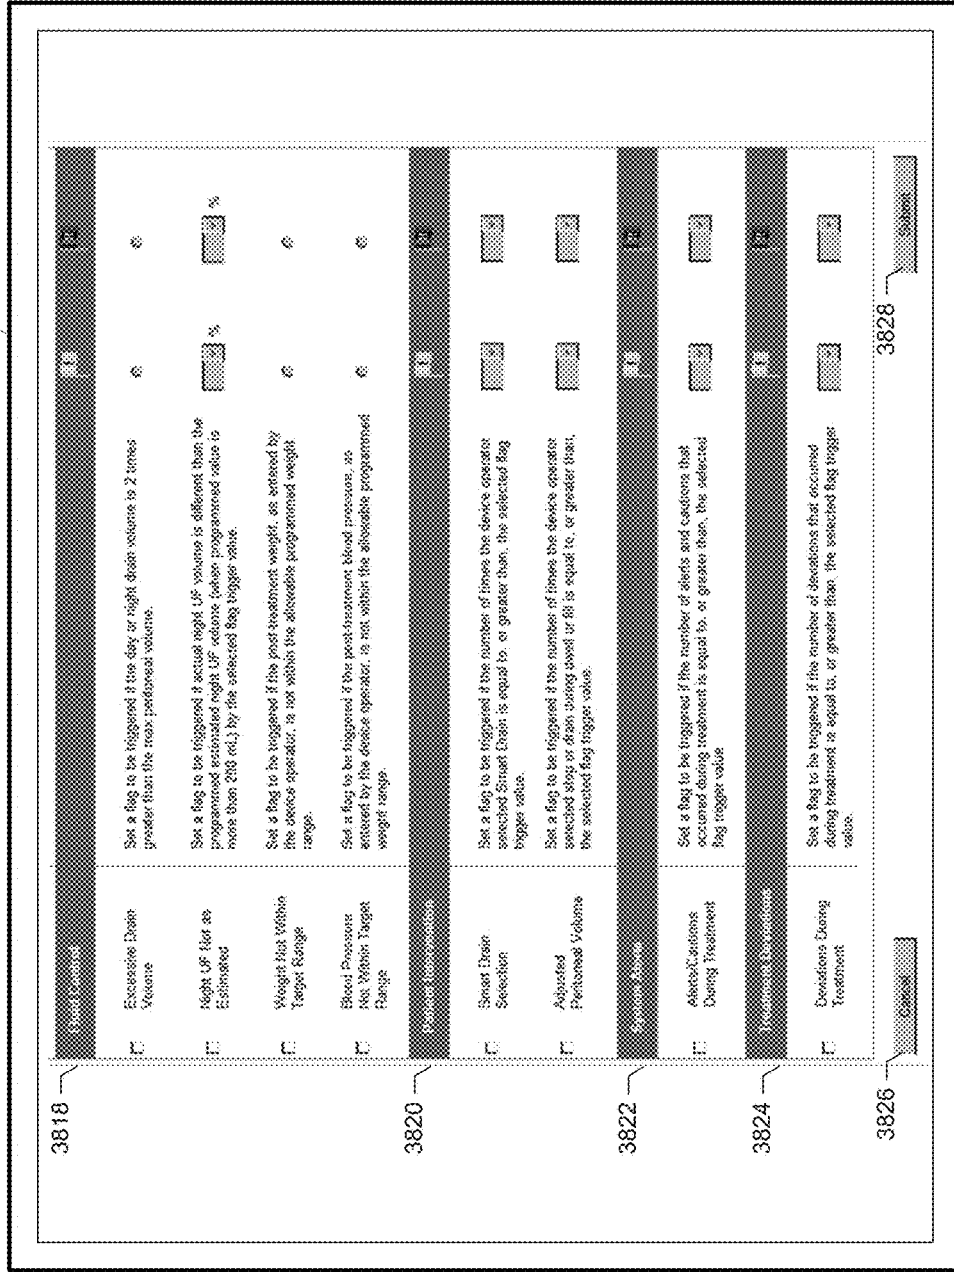 3818
Fluid Control
Excessive Drain
Volume
Set a flag to be triggered if the day or night drain volume is 2 times
greater than the max peritoneal volume.
Night UF Not as
Estimated
Set a flag to be triggered if actual night UF volume is different than the
programmed estimated night UF volume (when programmed value is
more than 200 mL) by the selected flag trigger value.
%
%
Weight Not Within
Target Range
Set a flag to be triggered if the post-treatment weight, as entered by
the device operator, is not within the allowable programmed weight
range.
Blood Pressure
Not Within Target
Range
Set a flag to be triggered if the post-treatment blood pressure, as
entered by the device operator, is not within the allowable programmed
weight range.
3820
Patient Intervention
Smart Drain
Selection
Set a flag to be triggered if the number of times the device operator
selected Smart Drain is equal to, or greater than, the selected flag
trigger value.
Adjusted
Peritoneal Volume
Set a flag to be triggered if the number of times the device operator
selected stop or drain during dwell or fill is equal to, or greater than,
the selected flag trigger value.
3822
System Alerts
Alerts/Cautions
During Treatment
Set a flag to be triggered if the number of alerts and cautions that
occurred during treatment is equal to, or greater than, the selected
flag trigger value
3824
Treatment Deviations
Deviations During
Treatment
Set a flag to be triggered if the number of deviations that occurred
during treatment is equal to, or greater than, the selected flag trigger
value.
3826
Cancel
3828
Submit